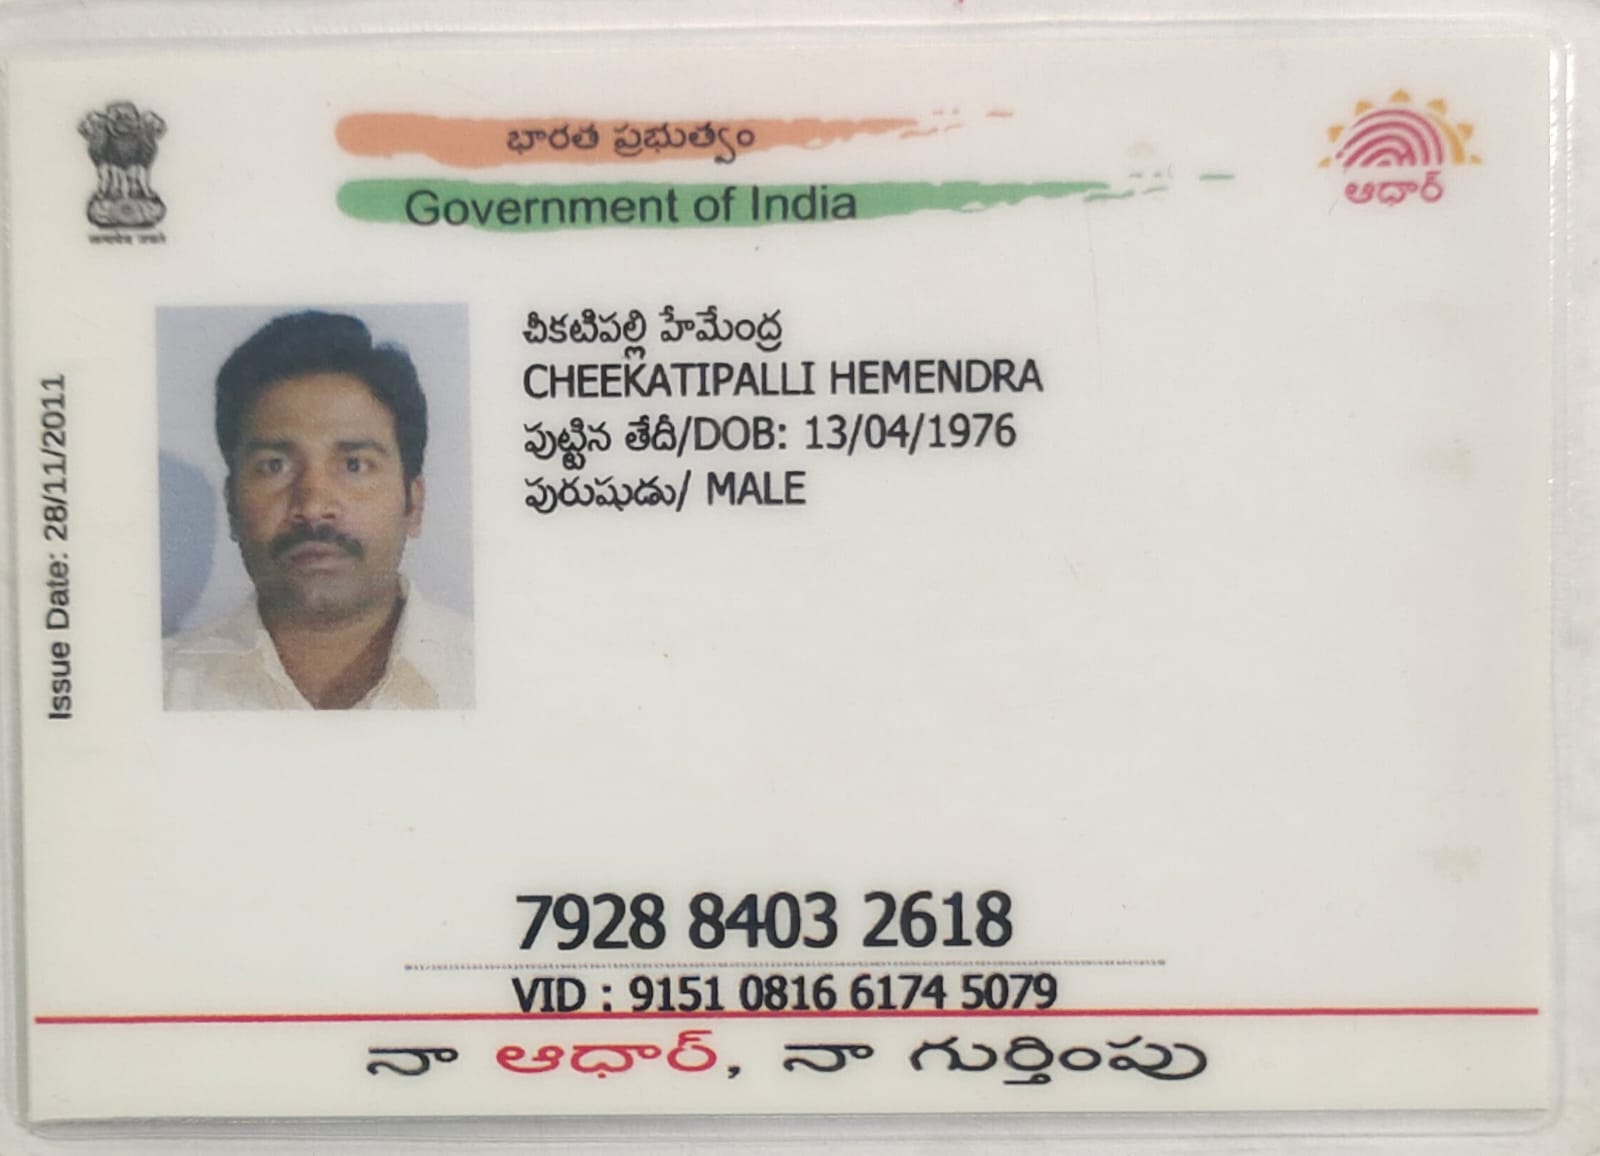 భారత ప్రభుత్వం
Government of India
ఆధార్
Issue Date: 28/11/2011
చీకటిపల్లి హేమేంద్ర
CHEEKATIPALLI HEMENDRA
పుట్టిన తేదీ/DOB: 13/04/1976
పురుషుడు/ MALE
7928 8403 2618
VID : 9151 0816 6174 5079
నా ఆధార్, నా గుర్తింపు